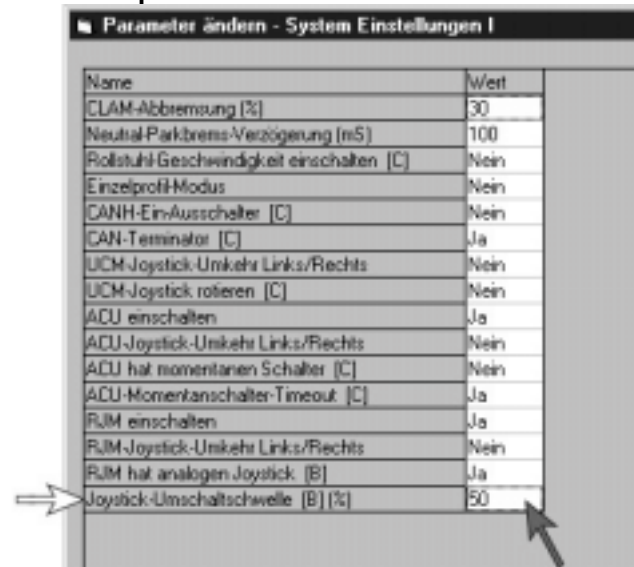 Parameter ändern - System Einstellungen I
Name Wert
CLAM-Abbremsung (%) 30
Neutral-Parkbrems-Verzögerung (mS) 100
Rollstuhl-Geschwindigkeit einschalten [C] Nein
Einzelprofil-Modus Nein
CANH-Ein-Ausschalter [C] Nein
CAN-Terminator [C] Ja
UCM-Joystick-Umkehr Links/Rechts Nein
UCM-Joystick rotieren [C] Nein
ACU einschalten Ja
ACU-Joystick-Umkehr Links/Rechts Nein
ACU hat momentanen Schalter [C] Nein
ACU-Momentanschalter-Timeout [C] Ja
RJM einschalten Ja
RJM-Joystick-Umkehr Links/Rechts Nein
RJM hat analogen Joystick [B] Ja
Joystick-Umschaltschwelle [B] (%) 50